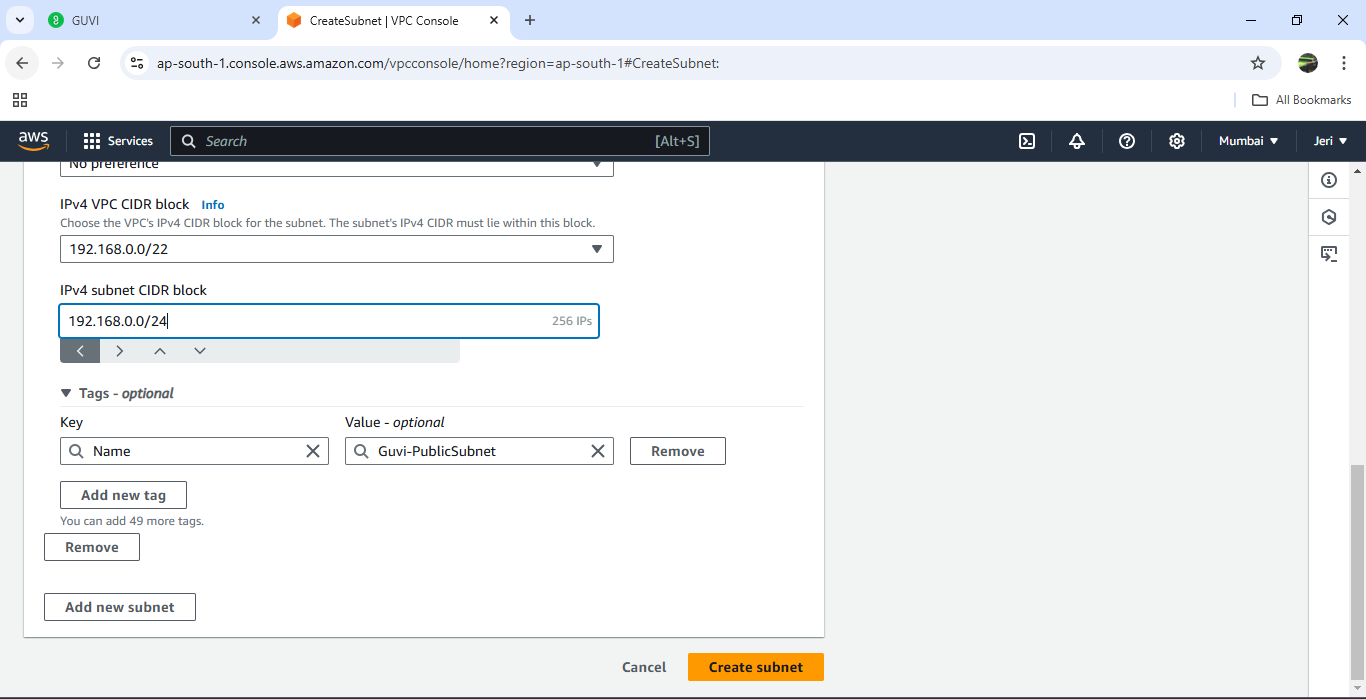 GUVI
CreateSubnet | VPC Console
ap-south-1.console.aws.amazon.com/vpcconsole/home?region=ap-south-1#CreateSubnet:
All Bookmarks
aws
Services
Search
[Alt+S]
Mumbai
Jeri
No preference
IPv4 VPC CIDR block Info
Choose the VPC's IPv4 CIDR block for the subnet. The subnet's IPv4 CIDR must lie within this block.
192.168.0.0/22
IPv4 subnet CIDR block
192.168.0.0/24
256 IPs
Tags - optional
Key
Value - optional
Name
Guvi-PublicSubnet
Remove
Add new tag
You can add 49 more tags.
Remove
Add new subnet
Cancel
Create subnet